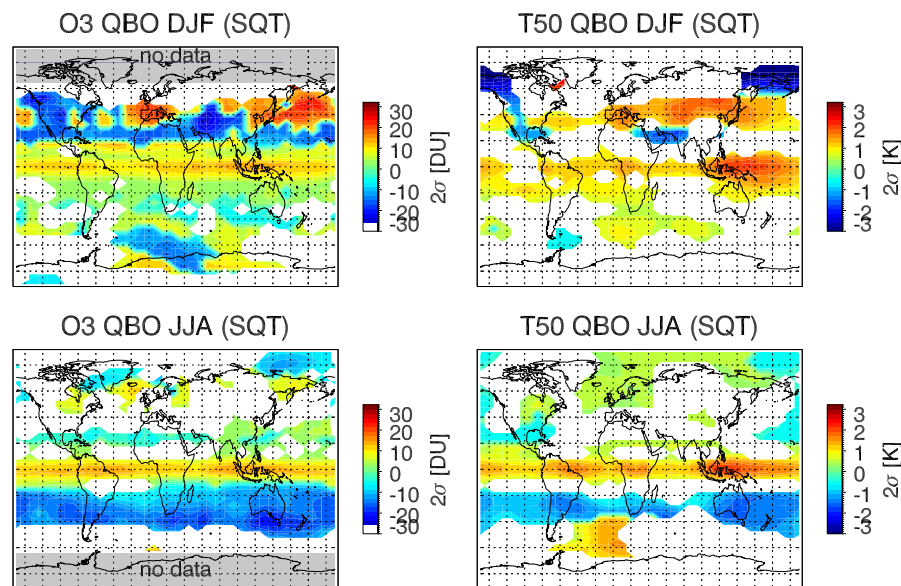 O3 QBO DJF (SQT)
no data
30
20
10
0
-10
-20
-30
2σ [DU]
T50 QBO DJF (SQT)
3
2
1
0
-1
-2
-3
2σ [K]
O3 QBO JJA (SQT)
no data
30
20
10
0
-10
-20
-30
2σ [DU]
T50 QBO JJA (SQT)
3
2
1
0
-1
-2
-3
2σ [K]